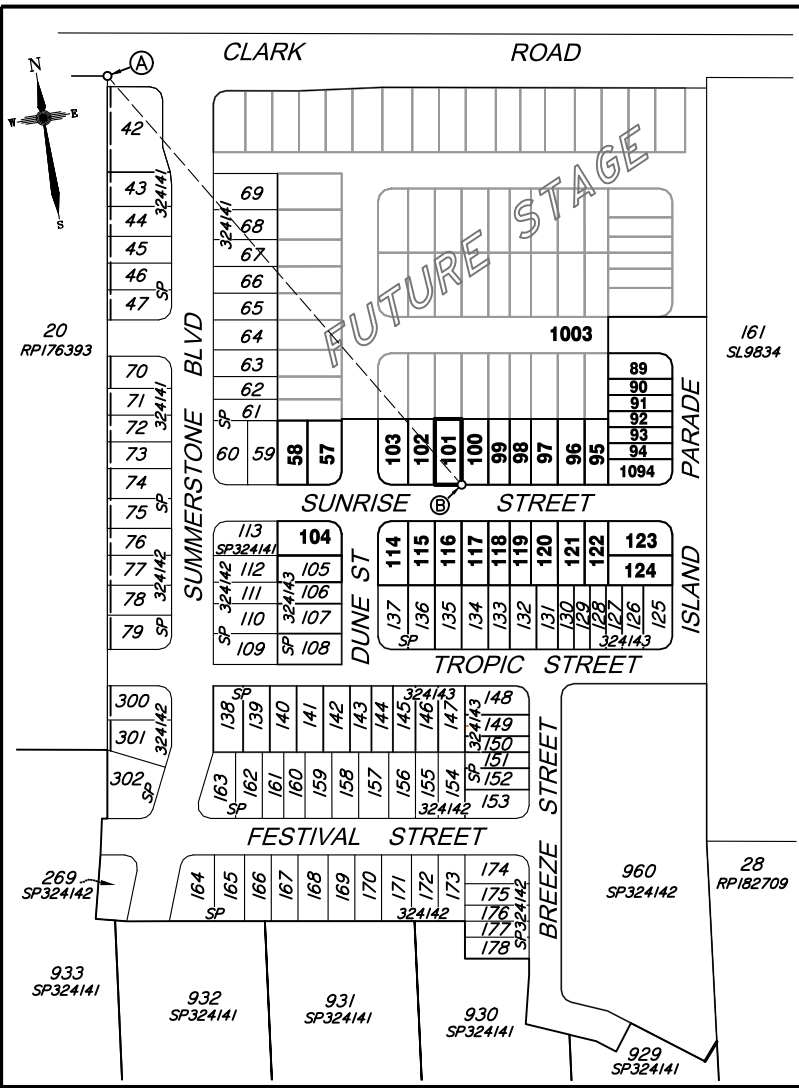 CLARK ROAD
A
N
W E
S
42
43
44
45
46
47
SP 324141
69
68
67
66
65
64
63
62
61
60 59
SP 324141
FUTURE STAGE
1003
20
RP176393
161
SL9834
SUMMERSTONE BLVD
70
71
72
73
74
75
SP 324141
76
77
78
79
SP 324142
58 57
103 102 101 100 99 98 97 96 95
89
90
91
92
93
94
1094
PARADE
ISLAND
SUNRISE STREET
B
113
SP324141
112
111
110
109
SP 324142
104
105
106
107
108
SP 324143
DUNE ST
114 115 116 117 118 119 120 121 122
123
124
137 136 135 134 133 132 131 130 129 128 127 126 125
SP 324143
TROPIC STREET
300
301
302
SP 324142
138 139 140 141 142 143 144 145 146 147
SP 324143
148
149
150
151
152
153
SP 324143
163 162 161 160 159 158 157 156 155 154
SP 324142
FESTIVAL STREET
BREEZE STREET
269
SP324142
164 165 166 167 168 169 170 171 172 173
SP 324142
174
175
176
177
178
SP324142
960
SP324142
28
RP182709
933
SP324141
932
SP324141
931
SP324141
930
SP324141
929
SP324141